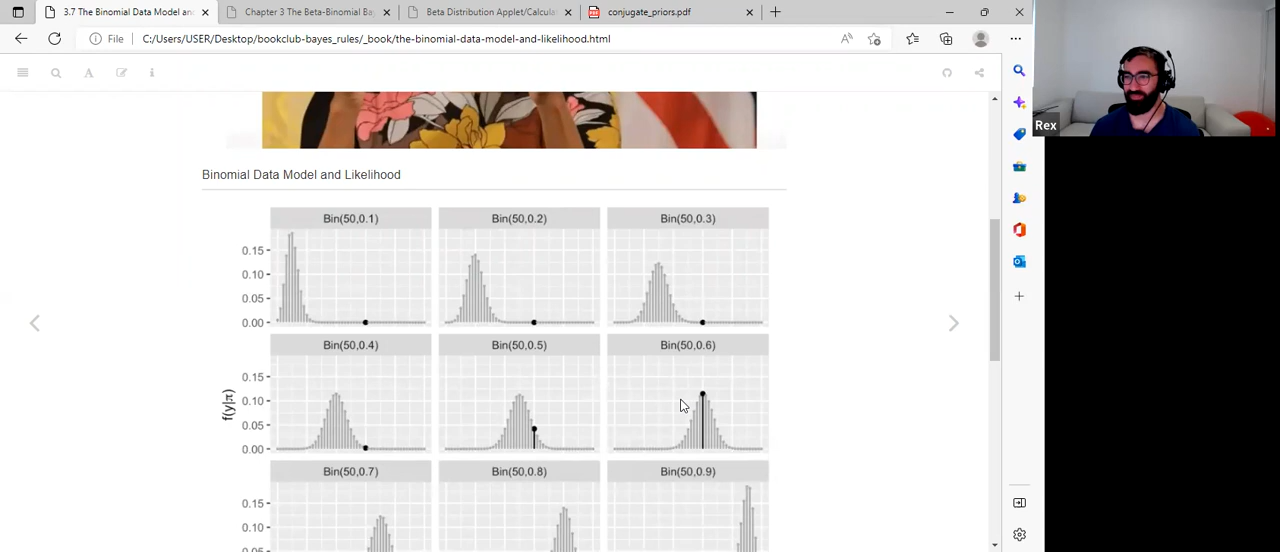 3.7 The Binomial Data Model and
Chapter 3 The Beta-Binomial Ba
Beta Distribution Applet/Calcula
conjugate_priors.pdf
File
C:/Users/USER/Desktop/bookclub-bayes_rules/_book/the-binomial-data-model-and-likelihood.html
Rex
Binomial Data Model and Likelihood
Bin(50,0.1)
Bin(50,0.2)
Bin(50,0.3)
0.15
0.10
0.05
0.00
Bin(50,0.4)
Bin(50,0.5)
Bin(50,0.6)
0.15
0.10
0.05
0.00
f(y|π)
Bin(50,0.7)
Bin(50,0.8)
Bin(50,0.9)
0.15
0.10
0.05